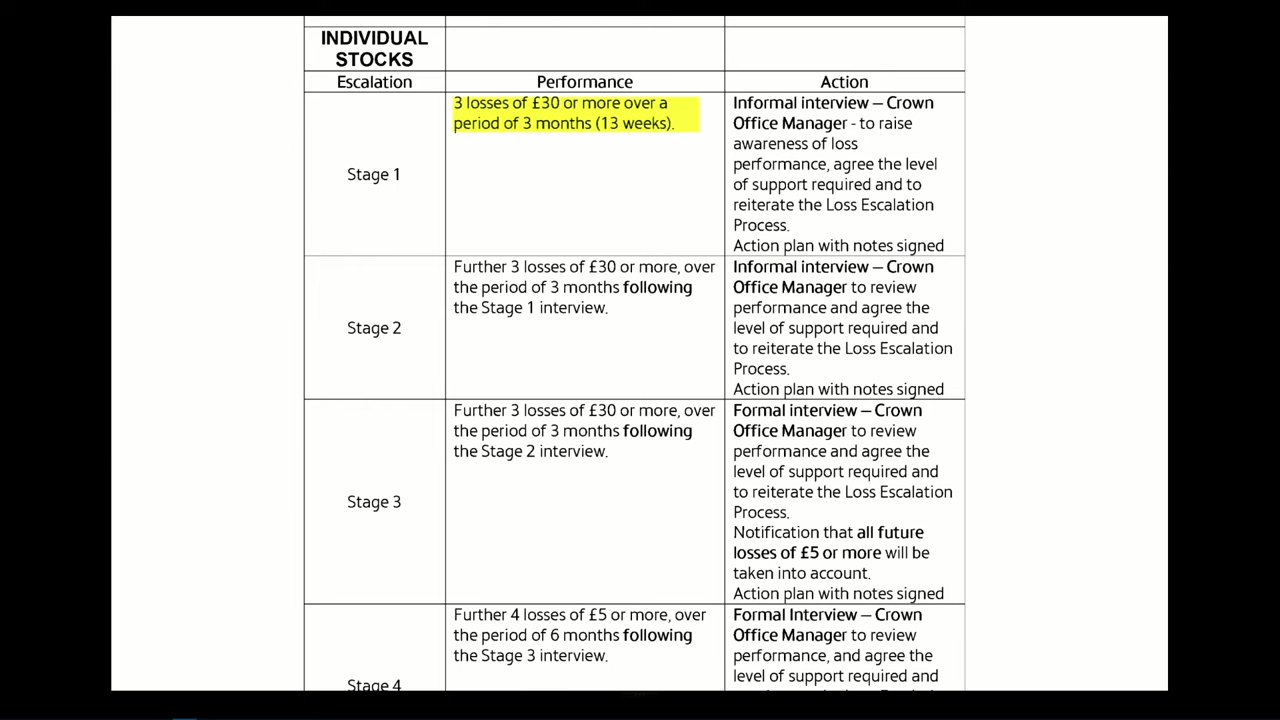 INDIVIDUAL
STOCKS
Escalation
Performance
Action
Stage 1
3 losses of £30 or more over a
period of 3 months (13 weeks).
Informal interview – Crown
Office Manager - to raise
awareness of loss
performance, agree the level
of support required and to
reiterate the Loss Escalation
Process.
Action plan with notes signed
Stage 2
Further 3 losses of £30 or more, over
the period of 3 months following
the Stage 1 interview.
Informal interview – Crown
Office Manager to review
performance and agree the
level of support required and
to reiterate the Loss Escalation
Process.
Action plan with notes signed
Stage 3
Further 3 losses of £30 or more, over
the period of 3 months following
the Stage 2 interview.
Formal interview – Crown
Office Manager to review
performance and agree the
level of support required and
to reiterate the Loss Escalation
Process.
Notification that all future
losses of £5 or more will be
taken into account.
Action plan with notes signed
Stage 4
Further 4 losses of £5 or more, over
the period of 6 months following
the Stage 3 interview.
Formal Interview – Crown
Office Manager to review
performance, and agree the
level of support required and